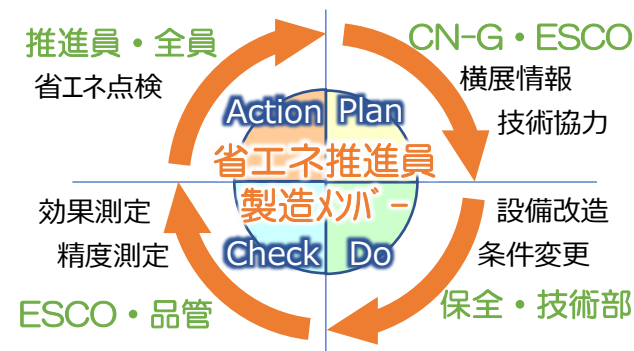 推進員・全員
省エネ点検
CN-G・ESCO
横展情報
技術協力
Action Plan
省エネ推進員
製造ﾒﾝﾊﾞｰ
Check Do
効果測定
精度測定
ESCO・品管
設備改造
条件変更
保全・技術部